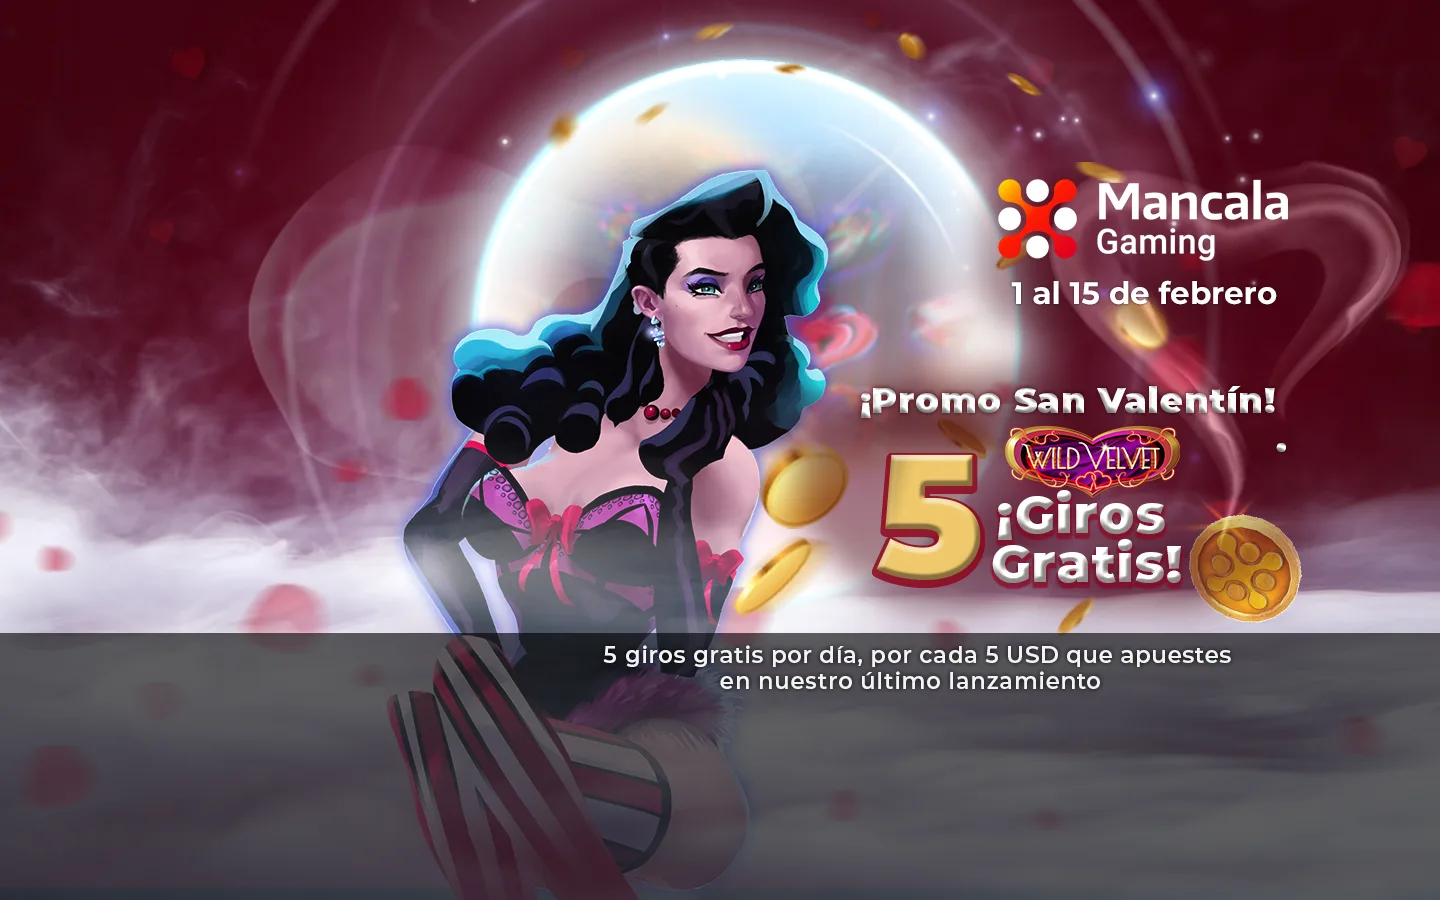 Mancala
Gaming
1 al 15 de febrero
¡Promo San Valentín!
WILD VELVET
5
¡Giros
Gratis!
5 giros gratis por día, por cada 5 USD que apuestes
en nuestro último lanzamiento